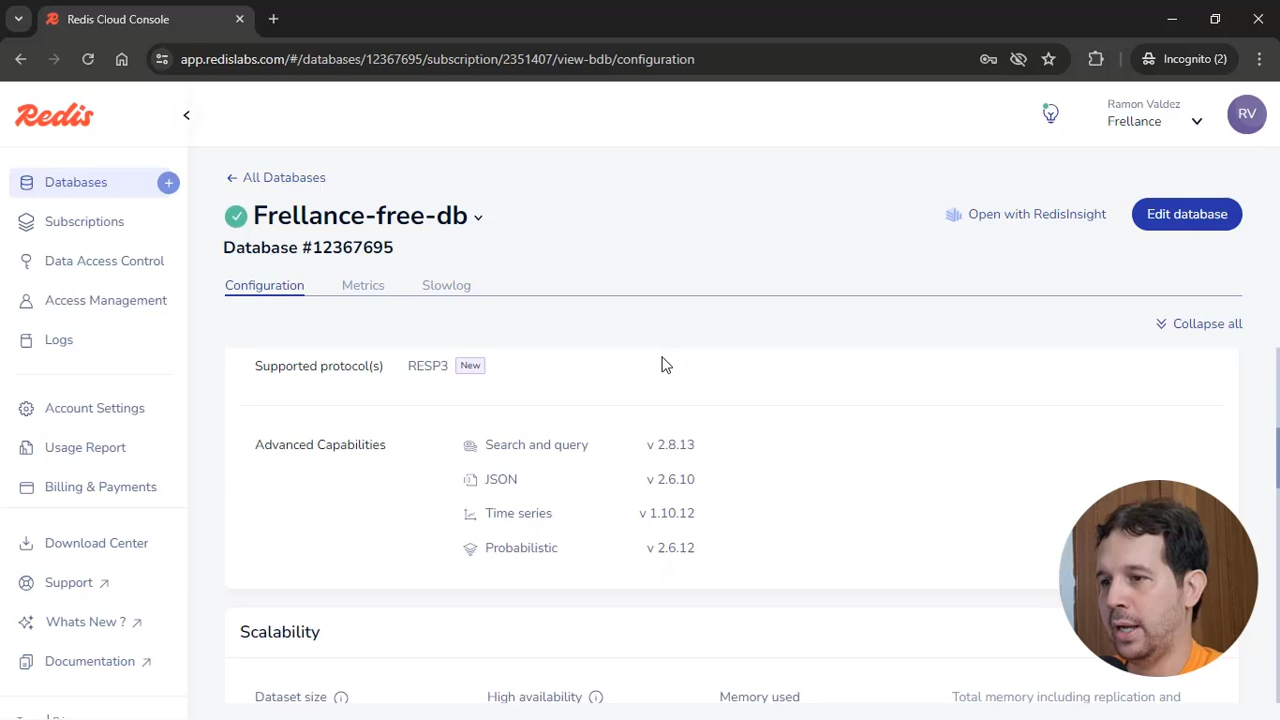 Redis Cloud Console
app.redislabs.com/#/databases/12367695/subscription/2351407/view-bdb/configuration
Incognito (2)
Redis
Ramon Valdez
Frellance
RV
Databases
Subscriptions
Data Access Control
Access Management
Logs
Account Settings
Usage Report
Billing & Payments
Download Center
Support
Whats New ?
Documentation
All Databases
Frellance-free-db
Database #12367695
Open with RedisInsight
Edit database
Configuration Metrics Slowlog
Collapse all
Supported protocol(s) RESP3 New
Advanced Capabilities Search and query v 2.8.13
JSON v 2.6.10
Time series v 1.10.12
Probabilistic v 2.6.12
Scalability
Dataset size High availability Memory used Total memory including replication and